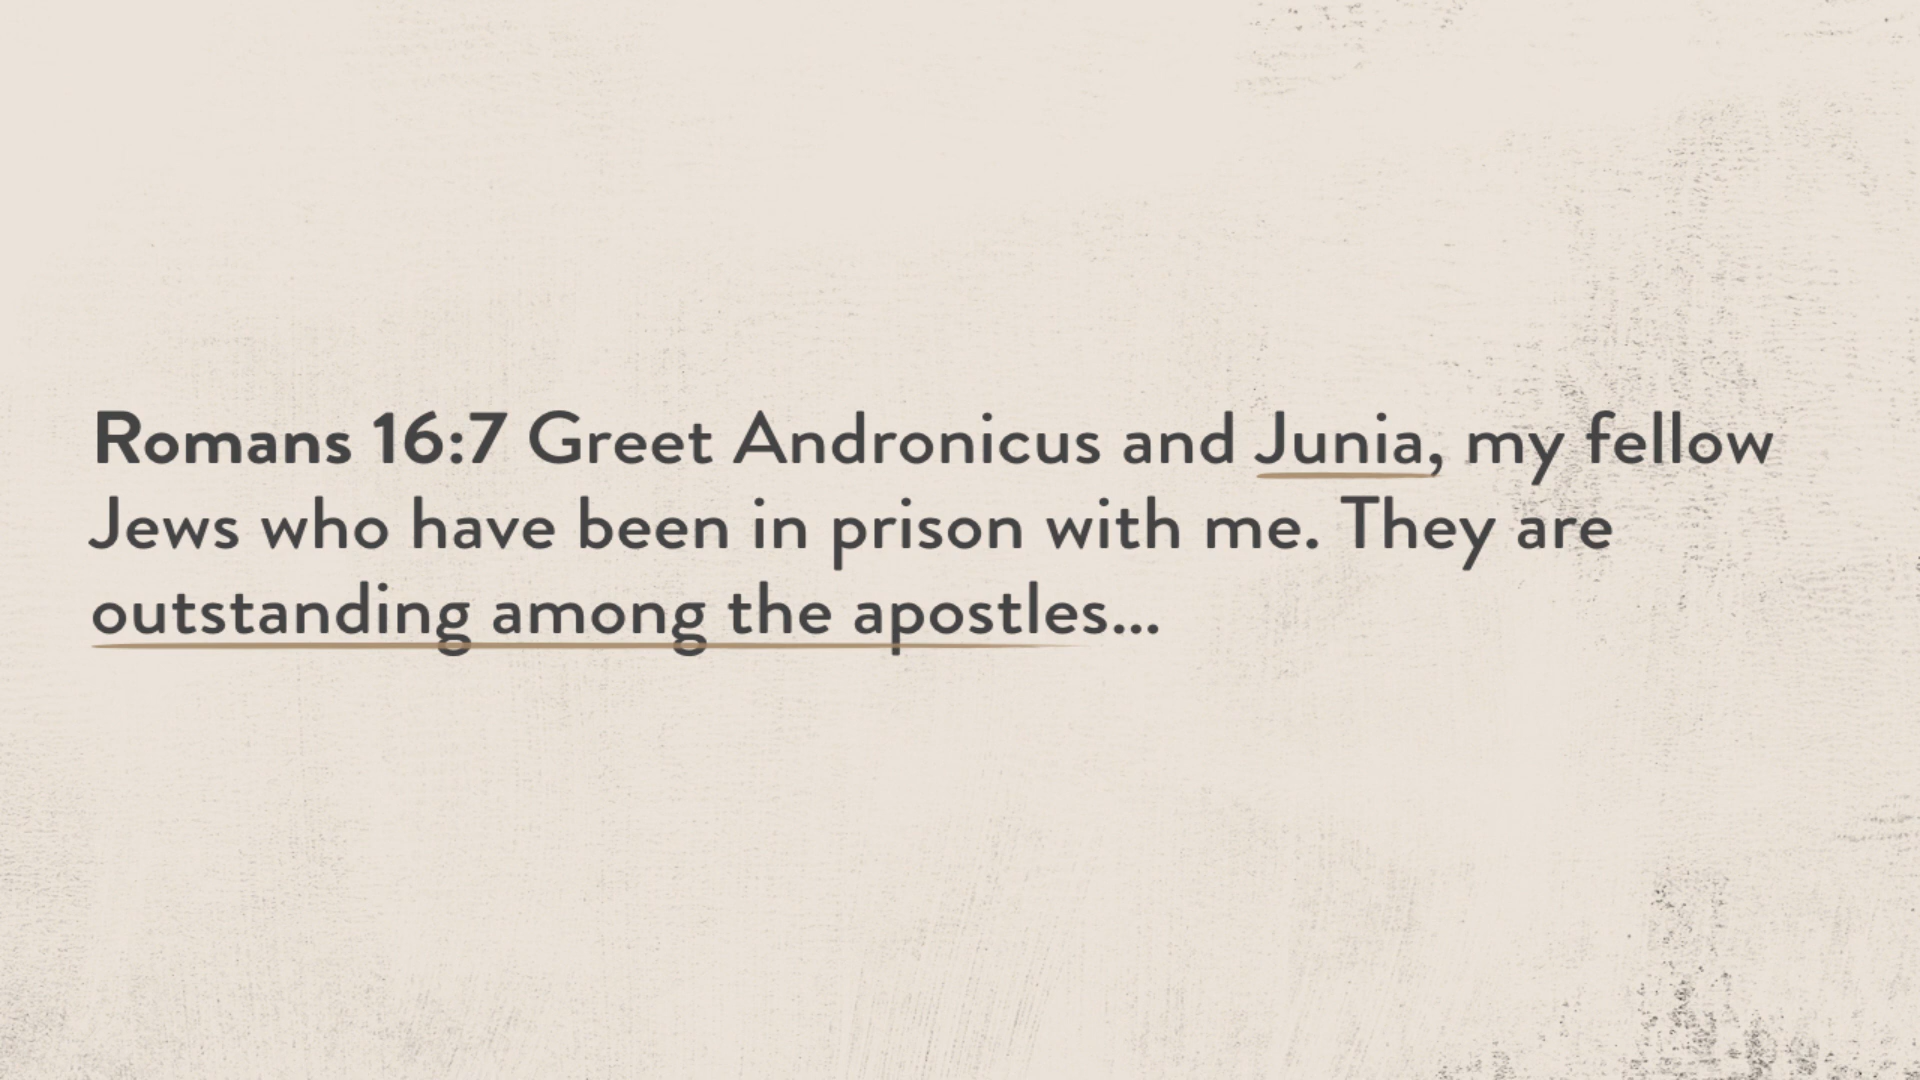 Romans 16:7 Greet Andronicus and Junia, my fellow
Jews who have been in prison with me. They are
outstanding among the apostles...